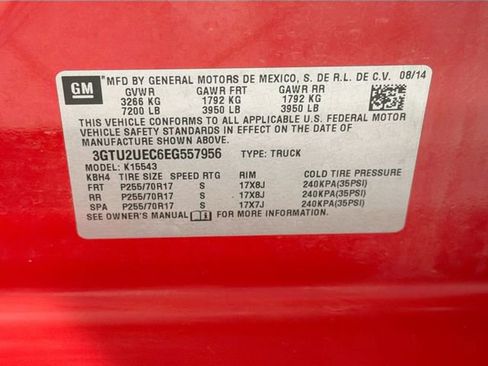 GM MFD BY GENERAL MOTORS DE MEXICO, S. DE R.L. DE C.V. 08/14
GVWR GAWR FRT GAWR RR
3266 KG 1792 KG 1792 KG
7200 LB 3950 LB 3950 LB
THIS VEHICLE CONFORMS TO ALL APPLICABLE U.S. FEDERAL MOTOR
VEHICLE SAFETY STANDARDS IN EFFECT ON THE DATE OF
MANUFACTURE SHOWN ABOVE.
3GTU2UEC6EG557956 TYPE: TRUCK
MODEL: K15543
KBH4 TIRE SIZE SPEED RTG RIM COLD TIRE PRESSURE
FRT P255/70R17 S 17X8J 240KPA(35PSI)
RR P255/70R17 S 17X8J 240KPA(35PSI)
SPA P255/70R17 S 17X7J 240KPA(35PSI)
SEE OWNER'S MANUAL FOR MORE INFORMATION.